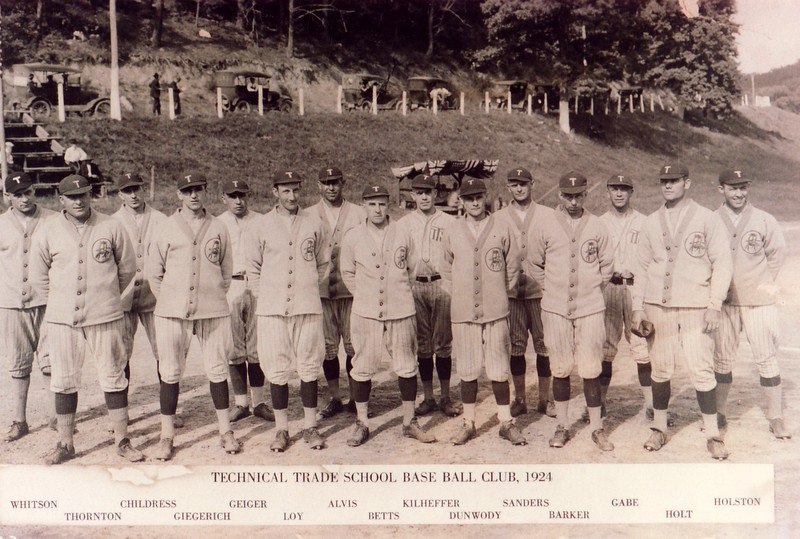 T T T T T T T T T T T T T T T
TECHNICAL TRADE SCHOOL BASE BALL CLUB, 1924
WHITSON CHILDRESS GEIGER ALVIS KILHEFFER SANDERS GABE HOLSTON
THORNTON GIEGERICH LOY BETTS DUNWODY BARKER HOLT